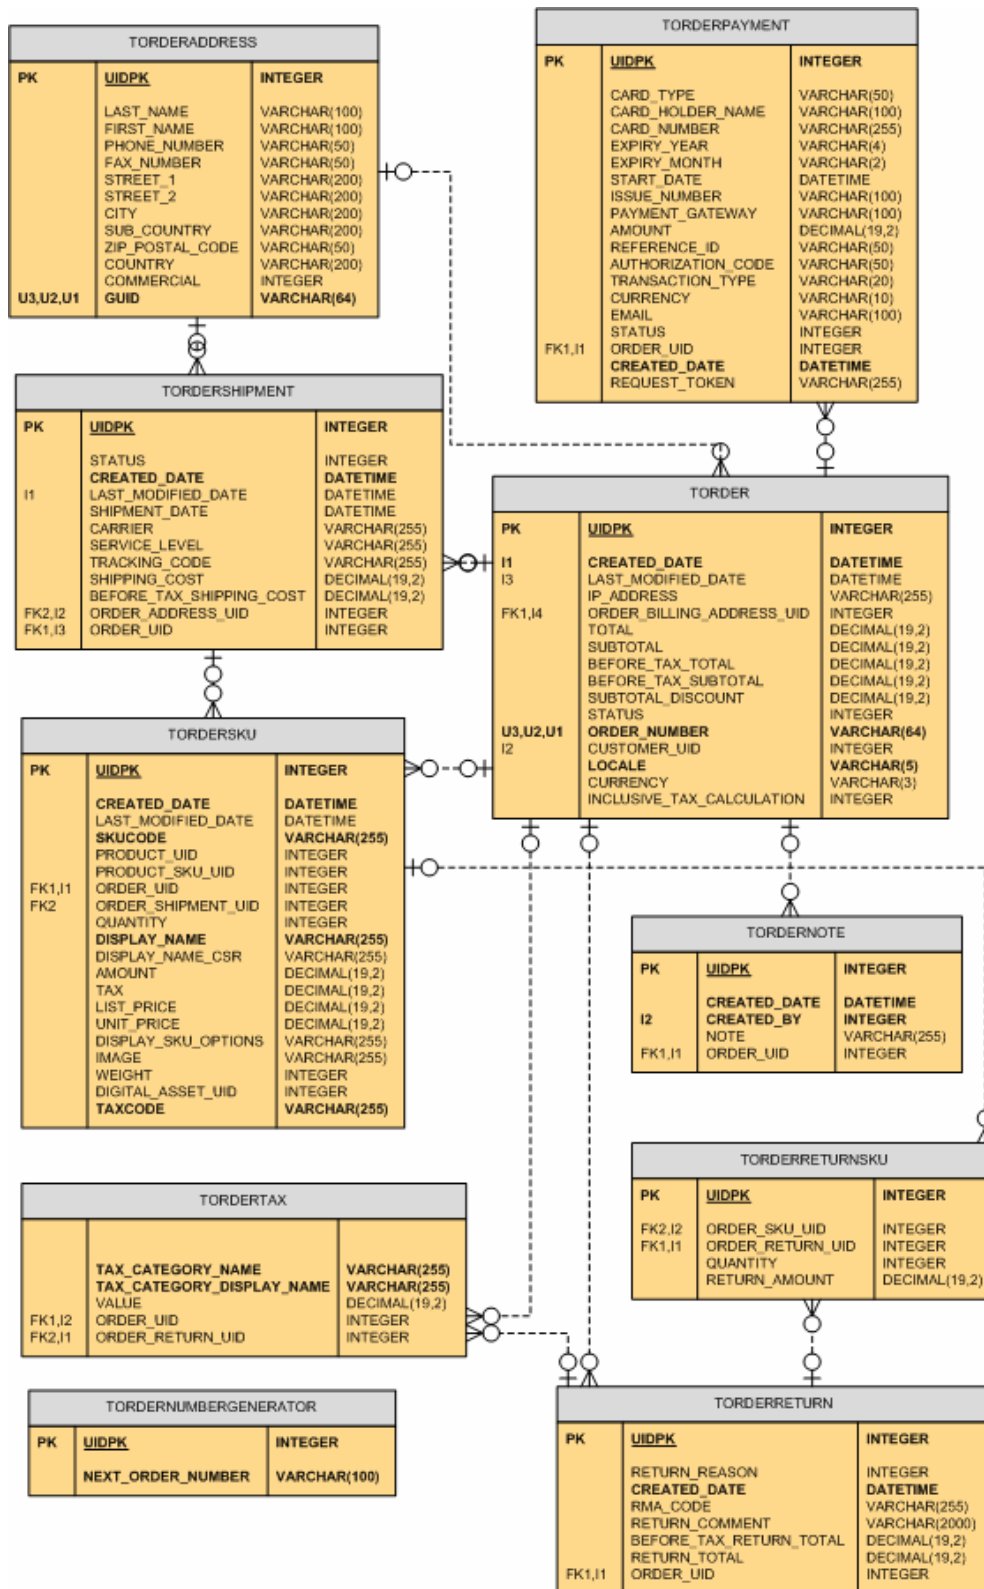 TORDERADDRESS
PK UIDPK INTEGER
LAST_NAME VARCHAR(100)
FIRST_NAME VARCHAR(100)
PHONE_NUMBER VARCHAR(50)
FAX_NUMBER VARCHAR(50)
STREET_1 VARCHAR(200)
STREET_2 VARCHAR(200)
CITY VARCHAR(200)
SUB_COUNTRY VARCHAR(200)
ZIP_POSTAL_CODE VARCHAR(50)
COUNTRY VARCHAR(200)
COMMERCIAL INTEGER
U3,U2,U1 GUID VARCHAR(64)
TORDERPAYMENT
PK UIDPK INTEGER
CARD_TYPE VARCHAR(50)
CARD_HOLDER_NAME VARCHAR(100)
CARD_NUMBER VARCHAR(255)
EXPIRY_YEAR VARCHAR(4)
EXPIRY_MONTH VARCHAR(2)
START_DATE DATETIME
ISSUE_NUMBER VARCHAR(100)
PAYMENT_GATEWAY VARCHAR(100)
AMOUNT DECIMAL(19,2)
REFERENCE_ID VARCHAR(50)
AUTHORIZATION_CODE VARCHAR(50)
TRANSACTION_TYPE VARCHAR(20)
CURRENCY VARCHAR(10)
EMAIL VARCHAR(100)
STATUS INTEGER
FK1,I1 ORDER_UID INTEGER
CREATED_DATE DATETIME
REQUEST_TOKEN VARCHAR(255)
TORDERSHIPMENT
PK UIDPK INTEGER
STATUS INTEGER
CREATED_DATE DATETIME
I1 LAST_MODIFIED_DATE DATETIME
SHIPMENT_DATE DATETIME
CARRIER VARCHAR(255)
SERVICE_LEVEL VARCHAR(255)
TRACKING_CODE VARCHAR(255)
SHIPPING_COST DECIMAL(19,2)
BEFORE_TAX_SHIPPING_COST DECIMAL(19,2)
FK2,I2 ORDER_ADDRESS_UID INTEGER
FK1,I3 ORDER_UID INTEGER
TORDER
PK UIDPK INTEGER
I1 CREATED_DATE DATETIME
I3 LAST_MODIFIED_DATE DATETIME
IP_ADDRESS VARCHAR(255)
FK1,I4 ORDER_BILLING_ADDRESS_UID INTEGER
TOTAL DECIMAL(19,2)
SUBTOTAL DECIMAL(19,2)
BEFORE_TAX_TOTAL DECIMAL(19,2)
BEFORE_TAX_SUBTOTAL DECIMAL(19,2)
SUBTOTAL_DISCOUNT DECIMAL(19,2)
STATUS INTEGER
U3,U2,U1 ORDER_NUMBER VARCHAR(64)
I2 CUSTOMER_UID INTEGER
LOCALE VARCHAR(5)
CURRENCY VARCHAR(3)
INCLUSIVE_TAX_CALCULATION INTEGER
TORDERSKU
PK UIDPK INTEGER
CREATED_DATE DATETIME
LAST_MODIFIED_DATE DATETIME
SKUCODE VARCHAR(255)
PRODUCT_UID INTEGER
PRODUCT_SKU_UID INTEGER
FK1,I1 ORDER_UID INTEGER
FK2 ORDER_SHIPMENT_UID INTEGER
QUANTITY INTEGER
DISPLAY_NAME VARCHAR(255)
DISPLAY_NAME_CSR VARCHAR(255)
AMOUNT DECIMAL(19,2)
TAX DECIMAL(19,2)
LIST_PRICE DECIMAL(19,2)
UNIT_PRICE DECIMAL(19,2)
DISPLAY_SKU_OPTIONS VARCHAR(255)
IMAGE VARCHAR(255)
WEIGHT INTEGER
DIGITAL_ASSET_UID INTEGER
TAXCODE VARCHAR(255)
TORDERNOTE
PK UIDPK INTEGER
CREATED_DATE DATETIME
I2 CREATED_BY INTEGER
NOTE VARCHAR(255)
FK1,I1 ORDER_UID INTEGER
TORDERRETURNSKU
PK UIDPK INTEGER
FK2,I2 ORDER_SKU_UID INTEGER
FK1,I1 ORDER_RETURN_UID INTEGER
QUANTITY INTEGER
RETURN_AMOUNT DECIMAL(19,2)
TORDERTAX
TAX_CATEGORY_NAME VARCHAR(255)
TAX_CATEGORY_DISPLAY_NAME VARCHAR(255)
VALUE DECIMAL(19,2)
FK1,I2 ORDER_UID INTEGER
FK2,I1 ORDER_RETURN_UID INTEGER
TORDERNUMBERGENERATOR
PK UIDPK INTEGER
NEXT_ORDER_NUMBER VARCHAR(100)
TORDERRETURN
PK UIDPK INTEGER
RETURN_REASON INTEGER
CREATED_DATE DATETIME
RMA_CODE VARCHAR(255)
RETURN_COMMENT VARCHAR(2000)
BEFORE_TAX_RETURN_TOTAL DECIMAL(19,2)
RETURN_TOTAL DECIMAL(19,2)
FK1,I1 ORDER_UID INTEGER